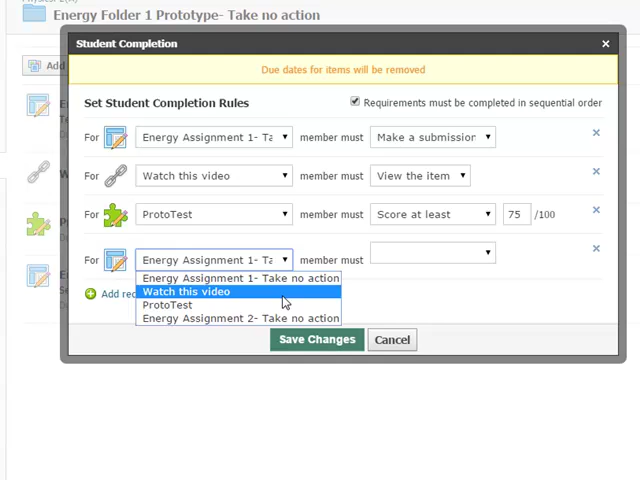 Energy Folder 1 Prototype- Take no action
Student Completion
Due dates for items will be removed
Set Student Completion Rules
Requirements must be completed in sequential order
For Energy Assignment 1- Ta member must Make a submission
For Watch this video member must View the item
For ProtoTest member must Score at least 75 /100
For Energy Assignment 1- Ta member must
Energy Assignment 1- Take no action
Watch this video
ProtoTest
Energy Assignment 2- Take no action
Add
Add rec
Save Changes Cancel